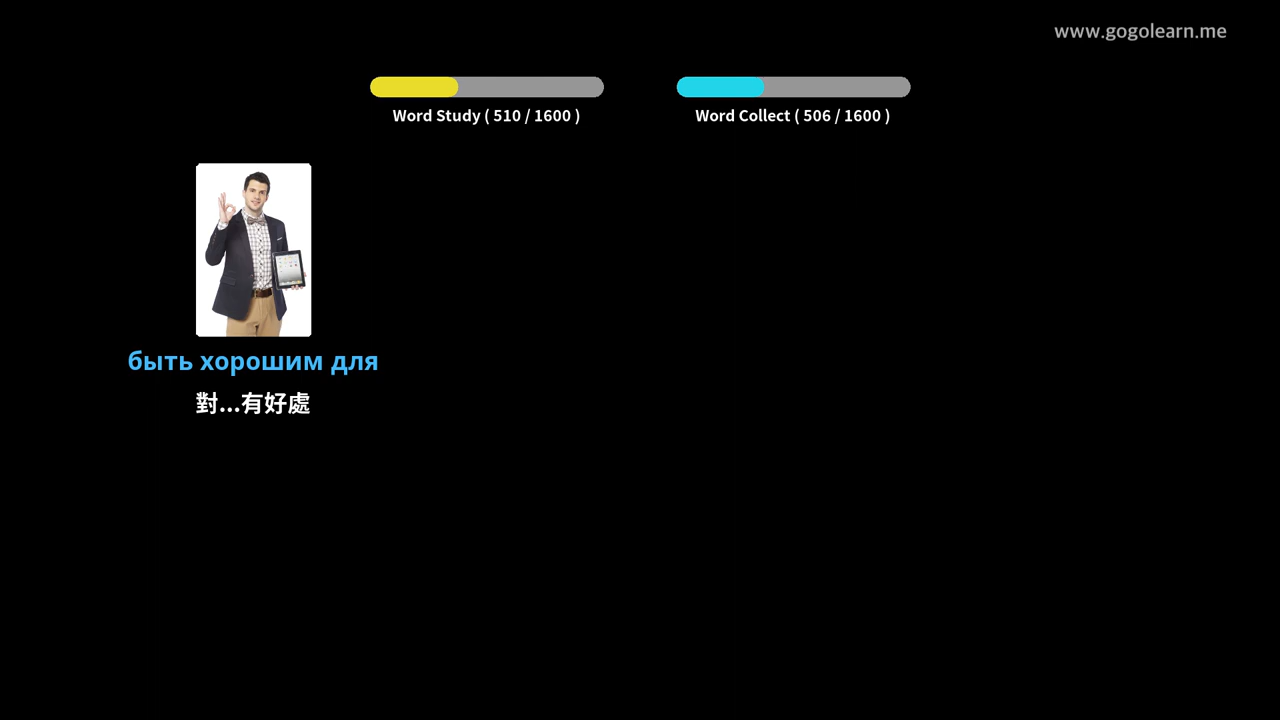 www.gogolearn.me
Word Study ( 510 / 1600 )
Word Collect ( 506 / 1600 )
быть хорошим для
對...有好處